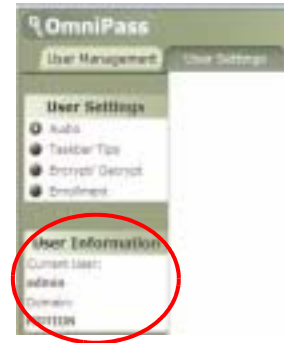 OmniPass
User Management User Settings
User Settings
Audio
Taskbar Tips
Encrypt/ Decrypt
Enrollment
User Information
Current User:
admin
Domain: